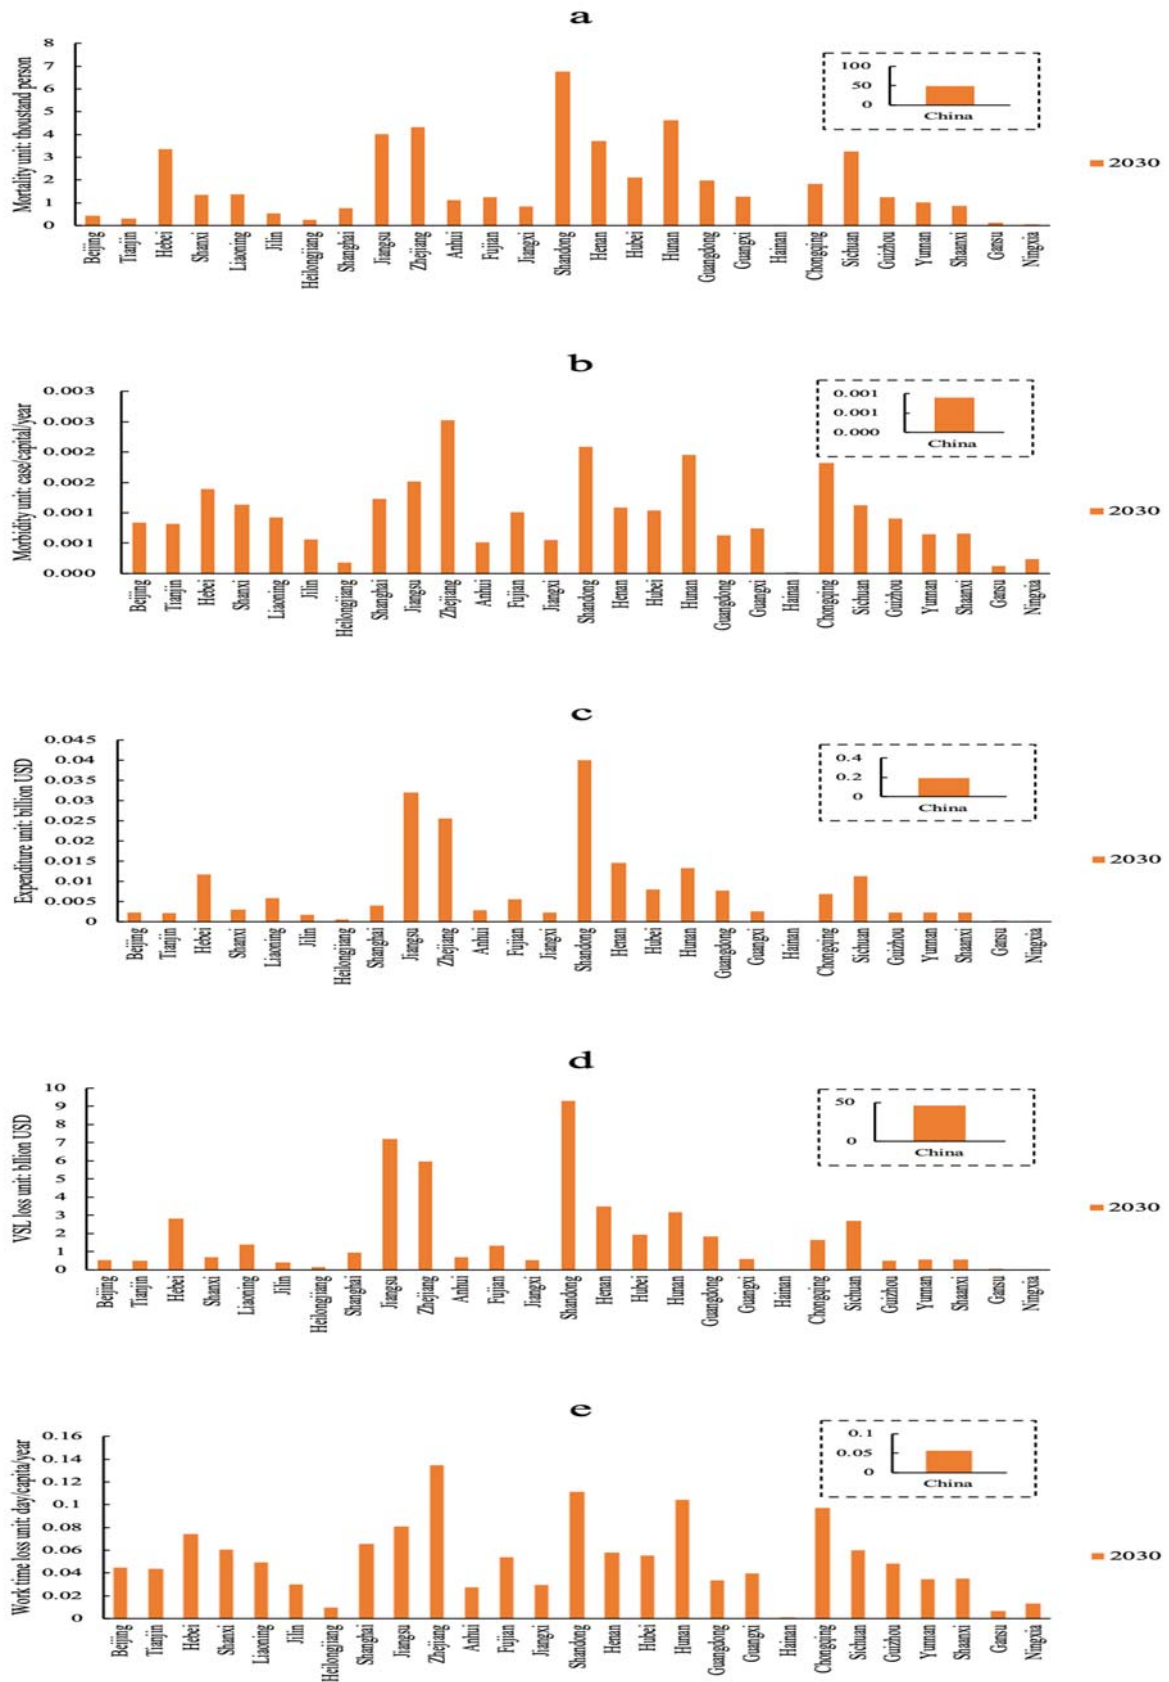 a
Mortality unit: thoustand person
8
7
6
5
4
3
2
1
0
Beijing
Tianjin
Hebei
Shanxi
Liaoning
Jilin
Heilongjiang
Shanghai
Jiangsu
Zhejiang
Anhui
Fujian
Jiangxi
Shandong
Henan
Hubei
Hunan
Guangdong
Guangxi
Hainan
Chongqing
Sichuan
Guizhou
Yunnan
Shaanxi
Gansu
Ningxia
100
50
0
China
2030
b
Morbidity unit: case/capital/year
0.003
0.003
0.002
0.002
0.001
0.001
0.000
Beijing
Tianjin
Hebei
Shanxi
Liaoning
Jilin
Heilongjiang
Shanghai
Jiangsu
Zhejiang
Anhui
Fujian
Jiangxi
Shandong
Henan
Hubei
Hunan
Guangdong
Guangxi
Hainan
Chongqing
Sichuan
Guizhou
Yunnan
Shaanxi
Gansu
Ningxia
0.001
0.001
0.000
China
2030
c
Expenditure unit: billion USD
0.045
0.04
0.035
0.03
0.025
0.02
0.015
0.01
0.005
0
Beijing
Tianjin
Hebei
Shanxi
Liaoning
Jilin
Heilongjiang
Shanghai
Jiangsu
Zhejiang
Anhui
Fujian
Jiangxi
Shandong
Henan
Hubei
Hunan
Guangdong
Guangxi
Hainan
Chongqing
Sichuan
Guizhou
Yunnan
Shaanxi
Gansu
Ningxia
0.4
0.2
0
China
2030
d
VSL loss unit: bllion USD
10
9
8
7
6
5
4
3
2
1
0
Beijing
Tianjin
Hebei
Shanxi
Liaoning
Jilin
Heilongjiang
Shanghai
Jiangsu
Zhejiang
Anhui
Fujian
Jiangxi
Shandong
Henan
Hubei
Hunan
Guangdong
Guangxi
Hainan
Chongqing
Sichuan
Guizhou
Yunnan
Shaanxi
Gansu
Ningxia
50
0
China
2030
e
Work time loss unit: day/capita/year
0.16
0.14
0.12
0.1
0.08
0.06
0.04
0.02
0
Beijing
Tianjin
Hebei
Shanxi
Liaoning
Jilin
Heilongjiang
Shanghai
Jiangsu
Zhejiang
Anhui
Fujian
Jiangxi
Shandong
Henan
Hubei
Hunan
Guangdong
Guangxi
Hainan
Chongqing
Sichuan
Guizhou
Yunnan
Shaanxi
Gansu
Ningxia
0.1
0.05
0
China
2030